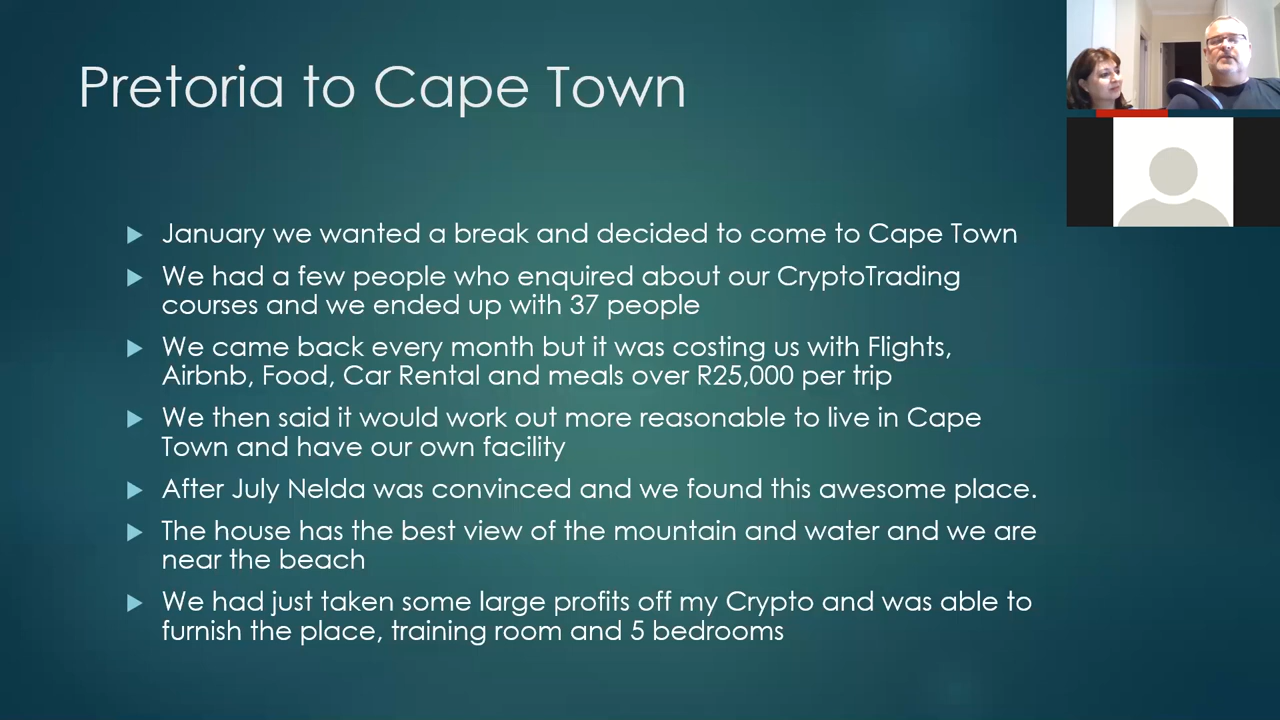 Pretoria to Cape Town
January we wanted a break and decided to come to Cape Town
We had a few people who enquired about our CryptoTrading
courses and we ended up with 37 people
We came back every month but it was costing us with Flights,
Airbnb, Food, Car Rental and meals over R25,000 per trip
We then said it would work out more reasonable to live in Cape
Town and have our own facility
After July Nelda was convinced and we found this awesome place.
The house has the best view of the mountain and water and we are
near the beach
We had just taken some large profits off my Crypto and was able to
furnish the place, training room and 5 bedrooms